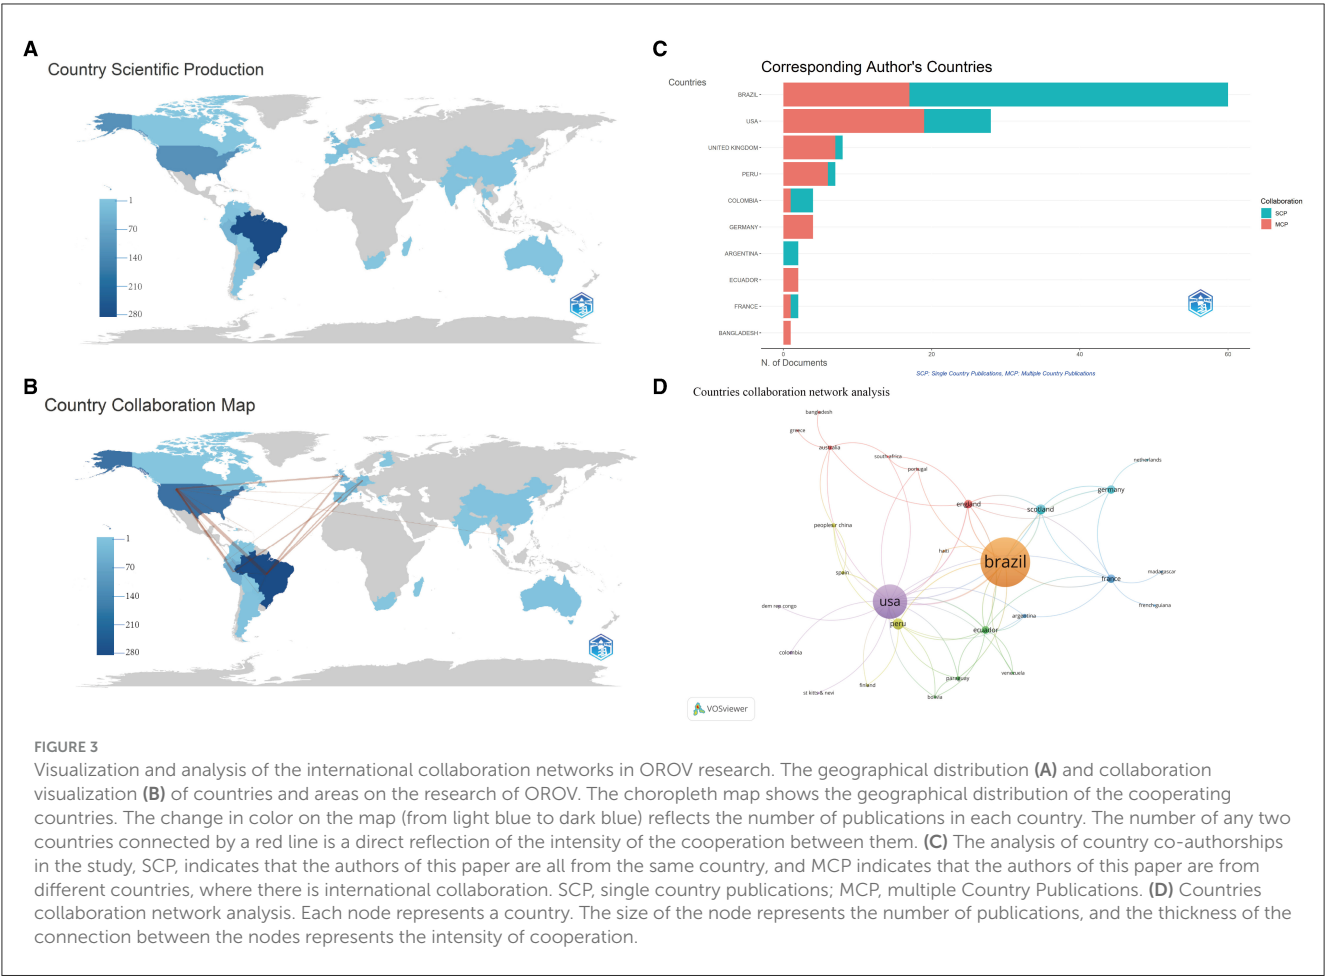 A
Country Scientific Production
1
70
140
210
280
B
Country Collaboration Map
1
70
140
210
280
C
Corresponding Author's Countries
Countries
BRAZIL
USA
UNITED KINGDOM
PERU
COLOMBIA
GERMANY
ARGENTINA
ECUADOR
FRANCE
BANGLADESH
0
20
40
60
N. of Documents
SCP: Single Country Publications, MCP: Multiple Country Publications
Collaboration
SCP
MCP
D
Countries collaboration network analysis
bangladesh
greece
australia
south africa
portugal
netherlands
germany
england
scotland
peoples r china
haiti
brazil
spain
france
madagascar
usa
dem rep congo
french guiana
argentina
peru
ecuador
colombia
venezuela
paraguay
finland
st kitts & nevi
bolivia
VOSviewer
FIGURE 3
Visualization and analysis of the international collaboration networks in OROV research. The geographical distribution (A) and collaboration
visualization (B) of countries and areas on the research of OROV. The choropleth map shows the geographical distribution of the cooperating
countries. The change in color on the map (from light blue to dark blue) reflects the number of publications in each country. The number of any two
countries connected by a red line is a direct reflection of the intensity of the cooperation between them. (C) The analysis of country co-authorships
in the study, SCP, indicates that the authors of this paper are all from the same country, and MCP indicates that the authors of this paper are from
different countries, where there is international collaboration. SCP, single country publications; MCP, multiple Country Publications. (D) Countries
collaboration network analysis. Each node represents a country. The size of the node represents the number of publications, and the thickness of the
connection between the nodes represents the intensity of cooperation.